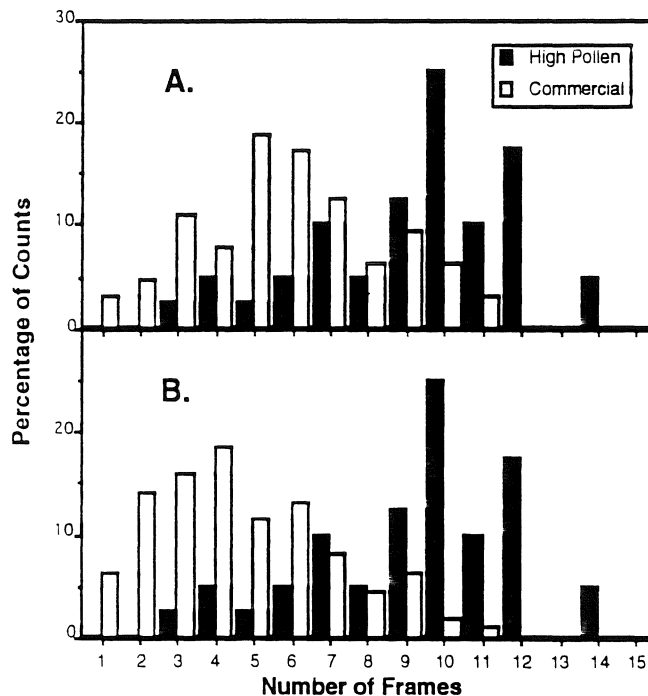 30
20
10
0
A.
High Pollen
Commercial
Percentage of Counts
20
10
0
B.
1 2 3 4 5 6 7 8 9 10 11 12 13 14 15
Number of Frames